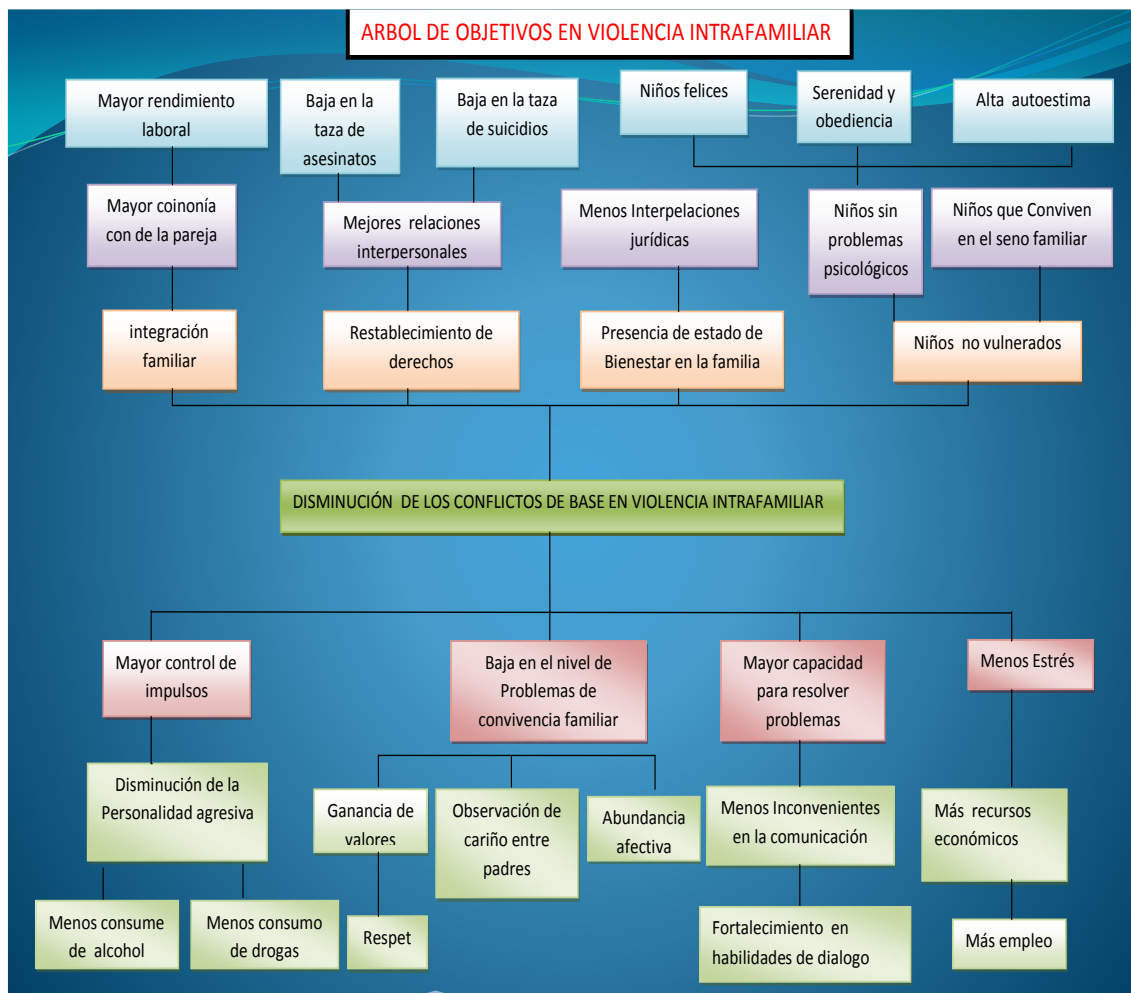 ARBOL DE OBJETIVOS EN VIOLENCIA INTRAFAMILIAR
Mayor rendimiento
laboral
Baja en la
taza de
asesinatos
Baja en la taza
de suicidios
Niños felices
Serenidad y
obediencia
Alta autoestima
Mayor coinonía
con de la pareja
Mejores relaciones
interpersonales
Menos Interpelaciones
jurídicas
Niños sin
problemas
psicológicos
Niños que Conviven
en el seno familiar
integración
familiar
Restablecimiento de
derechos
Presencia de estado de
Bienestar en la familia
Niños no vulnerados
DISMINUCIÓN DE LOS CONFLICTOS DE BASE EN VIOLENCIA INTRAFAMILIAR
Mayor control de
impulsos
Baja en el nivel de
Problemas de
convivencia familiar
Mayor capacidad
para resolver
problemas
Menos Estrés
Disminución de la
Personalidad agresiva
Ganancia de
valores
Observación de
cariño entre
padres
Abundancia
afectiva
Menos Inconvenientes
en la comunicación
Más recursos
económicos
Menos consume
de alcohol
Menos consumo
de drogas
Respet
Fortalecimiento en
habilidades de dialogo
Más empleo